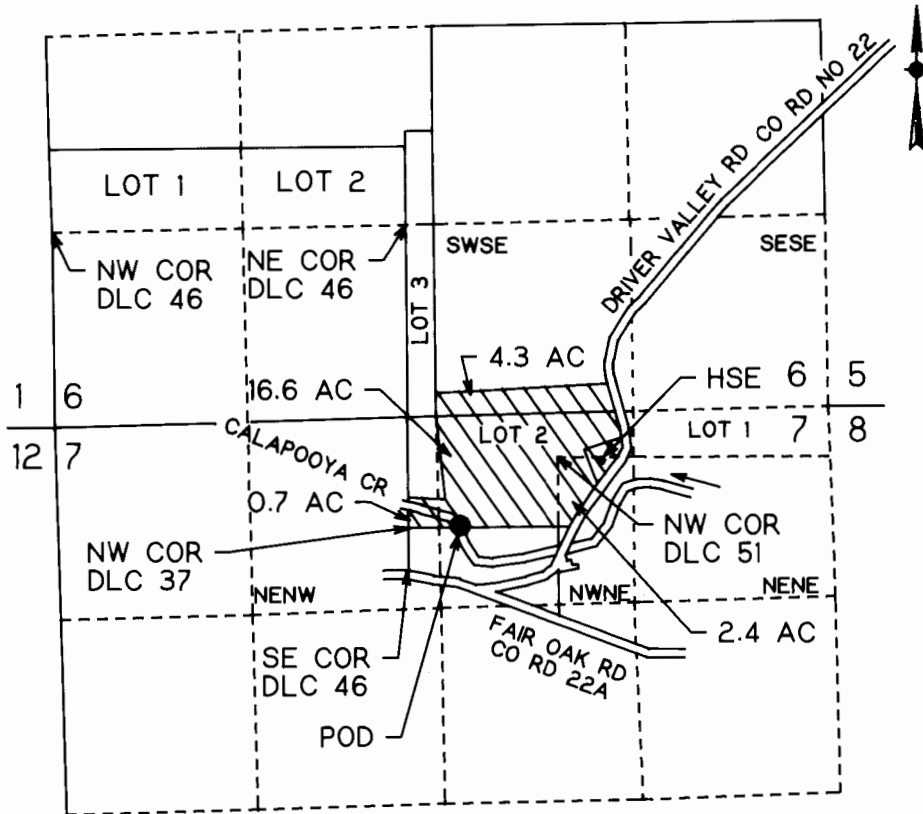 DRIVER VALLEY RD CO RD NO 22
LOT 1
LOT 2
NW COR
DLC 46
NE COR
DLC 46
LOT 3
SWSE
SESE
4.3 AC
16.6 AC
HSE
1 6
6 5
12 7
7 8
LOT 2
LOT 1
CALAPOOYA CR
0.7 AC
NW COR
DLC 37
NW COR
DLC 51
NENW
NWNE
NENE
2.4 AC
SE COR
DLC 46
FAIR OAK RD
CO RD 22A
POD